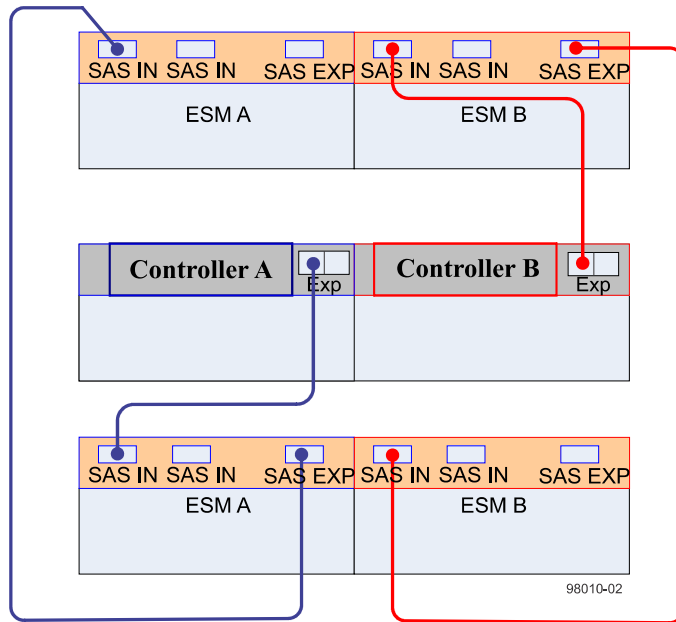 SAS IN SAS IN SAS EXP SAS IN SAS IN SAS EXP
ESM A ESM B
Controller A Exp Controller B Exp
SAS IN SAS IN SAS EXP SAS IN SAS IN SAS EXP
ESM A ESM B
98010-02